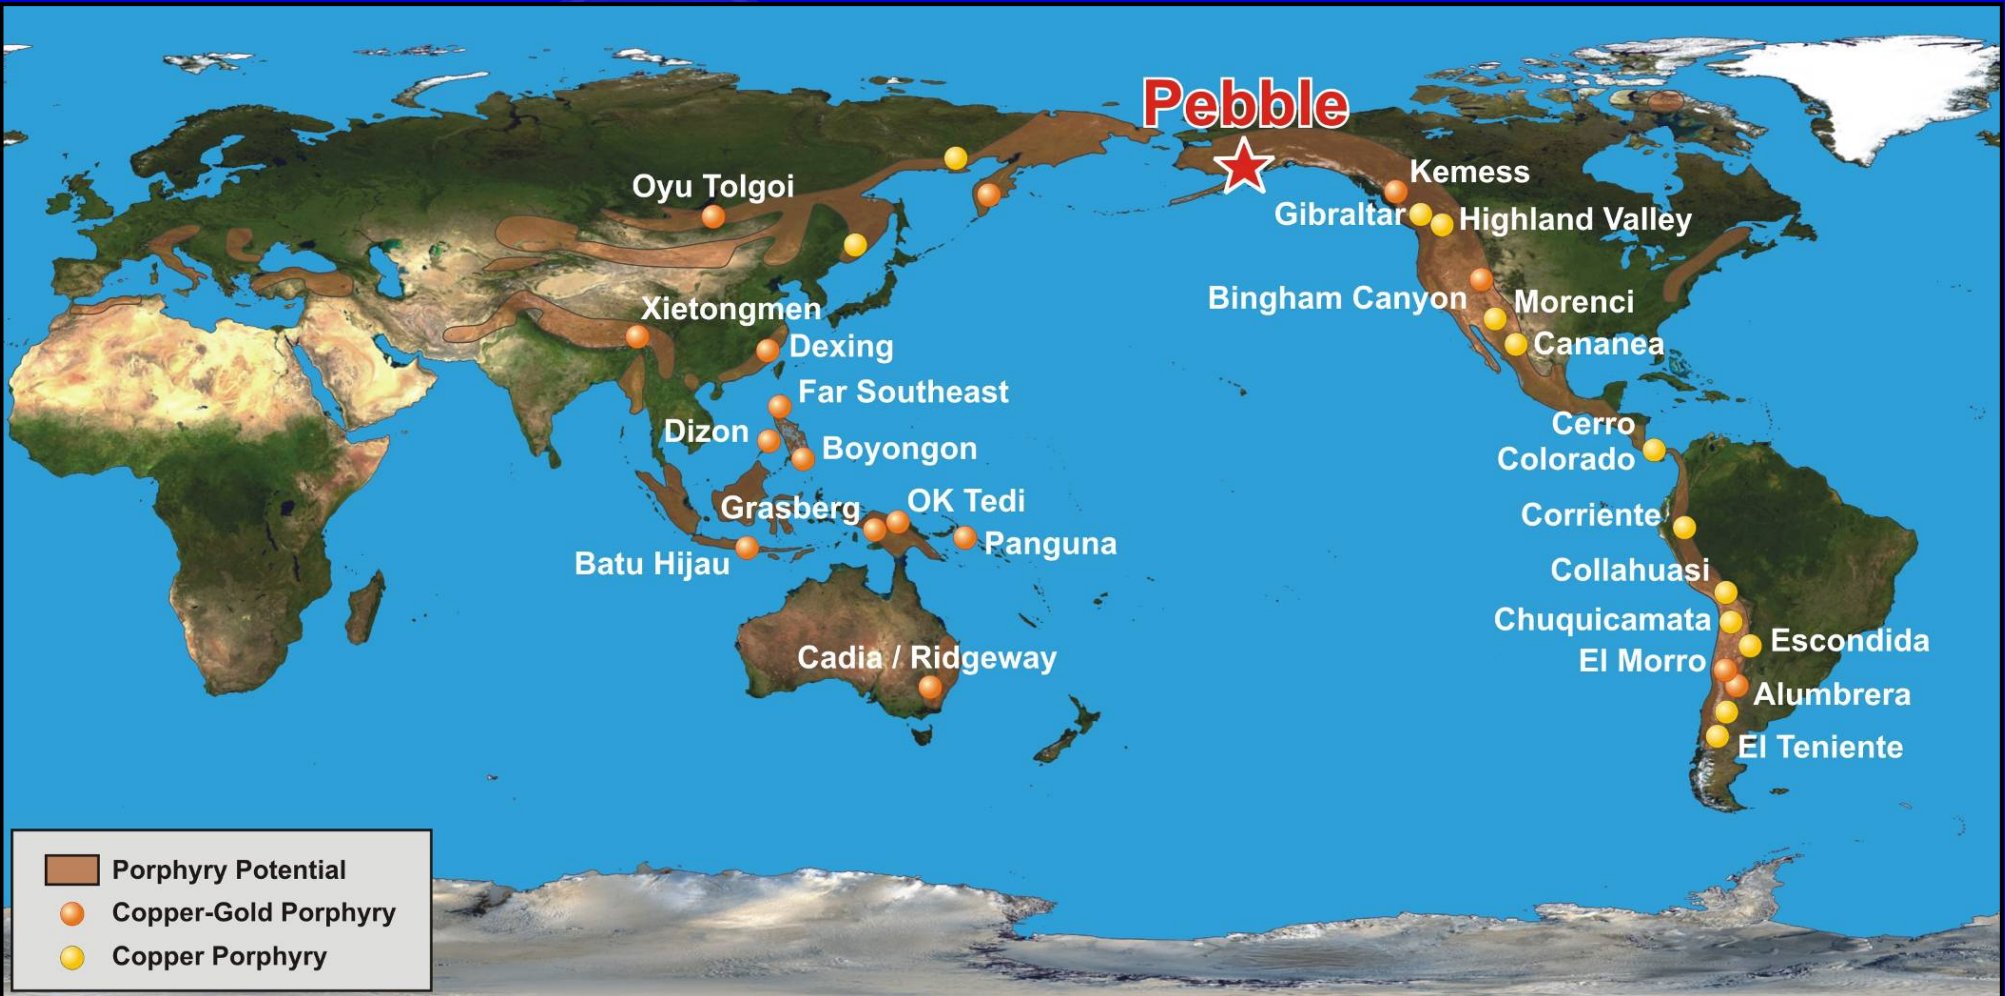 Pebble
Kemess
Oyu Tolgoi
Gibraltar
Highland Valley
Bingham Canyon
Morenci
Xietongmen
Cananea
Dexing
Far Southeast
Cerro
Colorado
Dizon
Boyongon
Grasberg
OK Tedi
Corriente
Panguna
Batu Hijau
Collahuasi
Chuquicamata
Escondida
Cadia / Ridgeway
El Morro
Alumbrera
El Teniente
Porphyry Potential
Copper-Gold Porphyry
Copper Porphyry